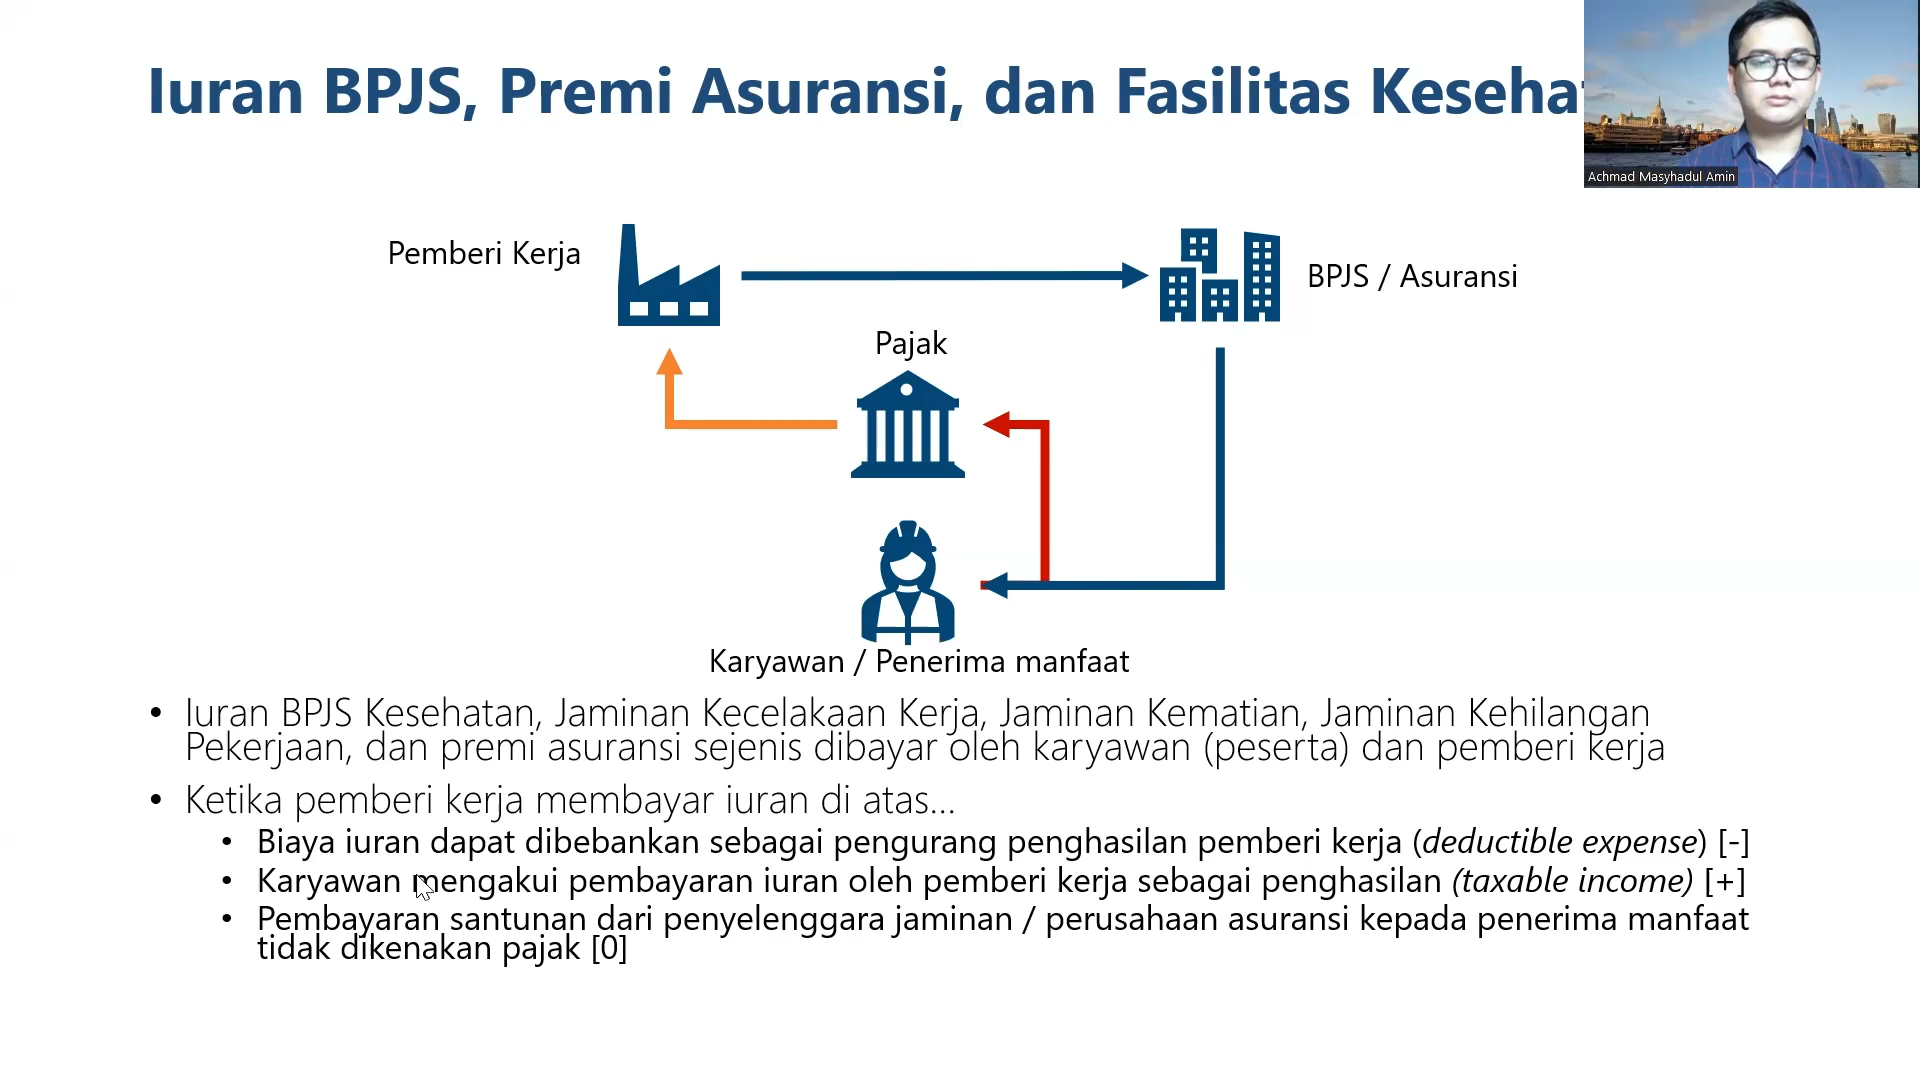 Iuran BPJS, Premi Asuransi, dan Fasilitas
Achmad Masyhadul Amin
Pemberi Kerja
BPJS / Asuransi
Pajak
Karyawan / Penerima manfaat
• Iuran BPJS Kesehatan, Jaminan Kecelakaan Kerja, Jaminan Kematian, Jaminan Kehilangan
Pekerjaan, dan premi asuransi sejenis dibayar oleh karyawan (peserta) dan pemberi kerja
• Ketika pemberi kerja membayar iuran di atas...
• Biaya iuran dapat dibebankan sebagai pengurang penghasilan pemberi kerja (deductible expense) [-]
• Karyawan mengakui pembayaran iuran oleh pemberi kerja sebagai penghasilan (taxable income) [+]
• Pembayaran santunan dari penyelenggara jaminan / perusahaan asuransi kepada penerima manfaat
tidak dikenakan pajak [0]